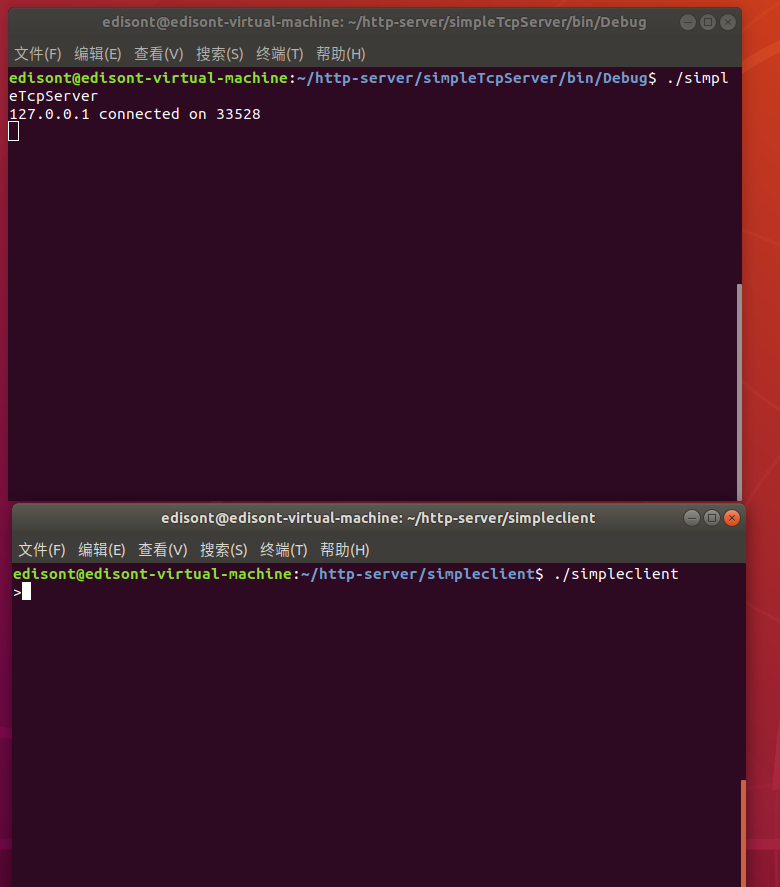 edisont@edisont-virtual-machine: ~/http-server/simpleTcpServer/bin/Debug
文件(F) 编辑(E) 查看(V) 搜索(S) 终端(T) 帮助(H)
edisont@edisont-virtual-machine:~/http-server/simpleTcpServer/bin/Debug$ ./simpl
eTcpServer
127.0.0.1 connected on 33528
edisont@edisont-virtual-machine: ~/http-server/simpleclient
文件(F) 编辑(E) 查看(V) 搜索(S) 终端(T) 帮助(H)
edisont@edisont-virtual-machine:~/http-server/simpleclient$ ./simpleclient
>